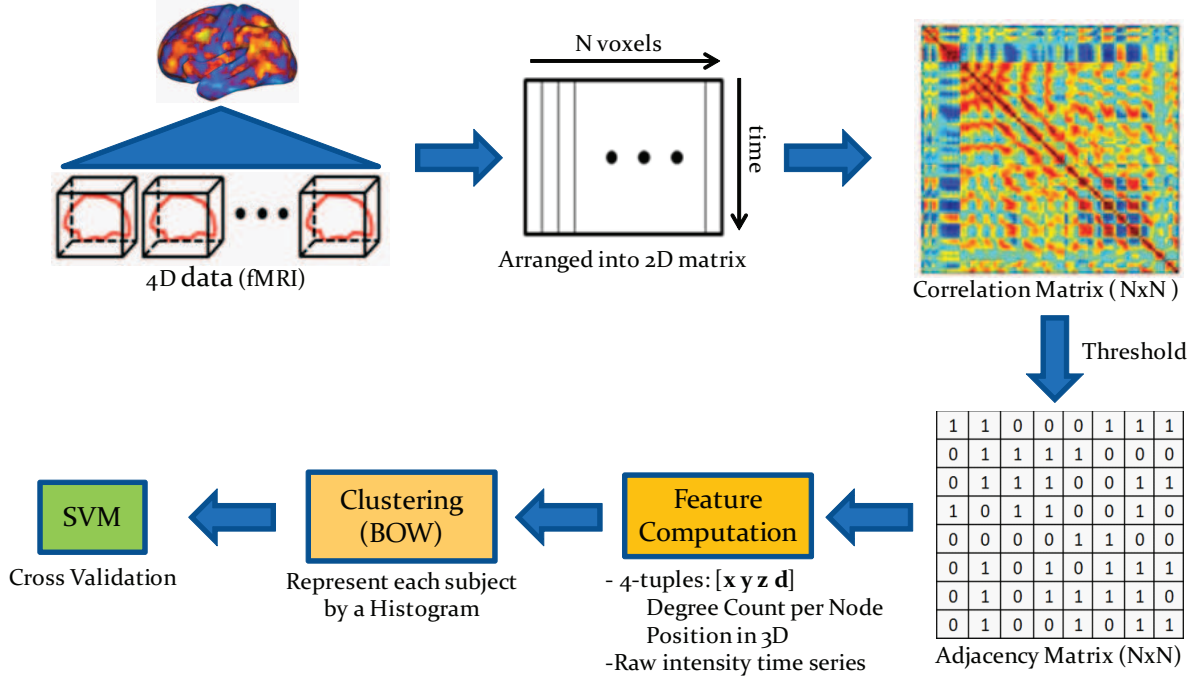 N voxels
time
4D data (fMRI)
Arranged into 2D matrix
Correlation Matrix ( NxN )
Threshold
1 1 0 0 0 1 1 1
0 1 1 1 1 0 0 0
0 1 1 1 0 0 1 1
1 0 1 1 0 0 1 0
0 0 0 0 1 1 0 0
0 1 1 0 0 1 1 1
0 1 0 1 1 1 1 0
0 1 0 0 1 0 1 1
Adjacency Matrix (NxN)
Feature
Computation
- 4-tuples: [x y z d]
Degree Count per Node
Position in 3D
-Raw intensity time series
Clustering
(BOW)
Represent each subject
by a Histogram
SVM
Cross Validation